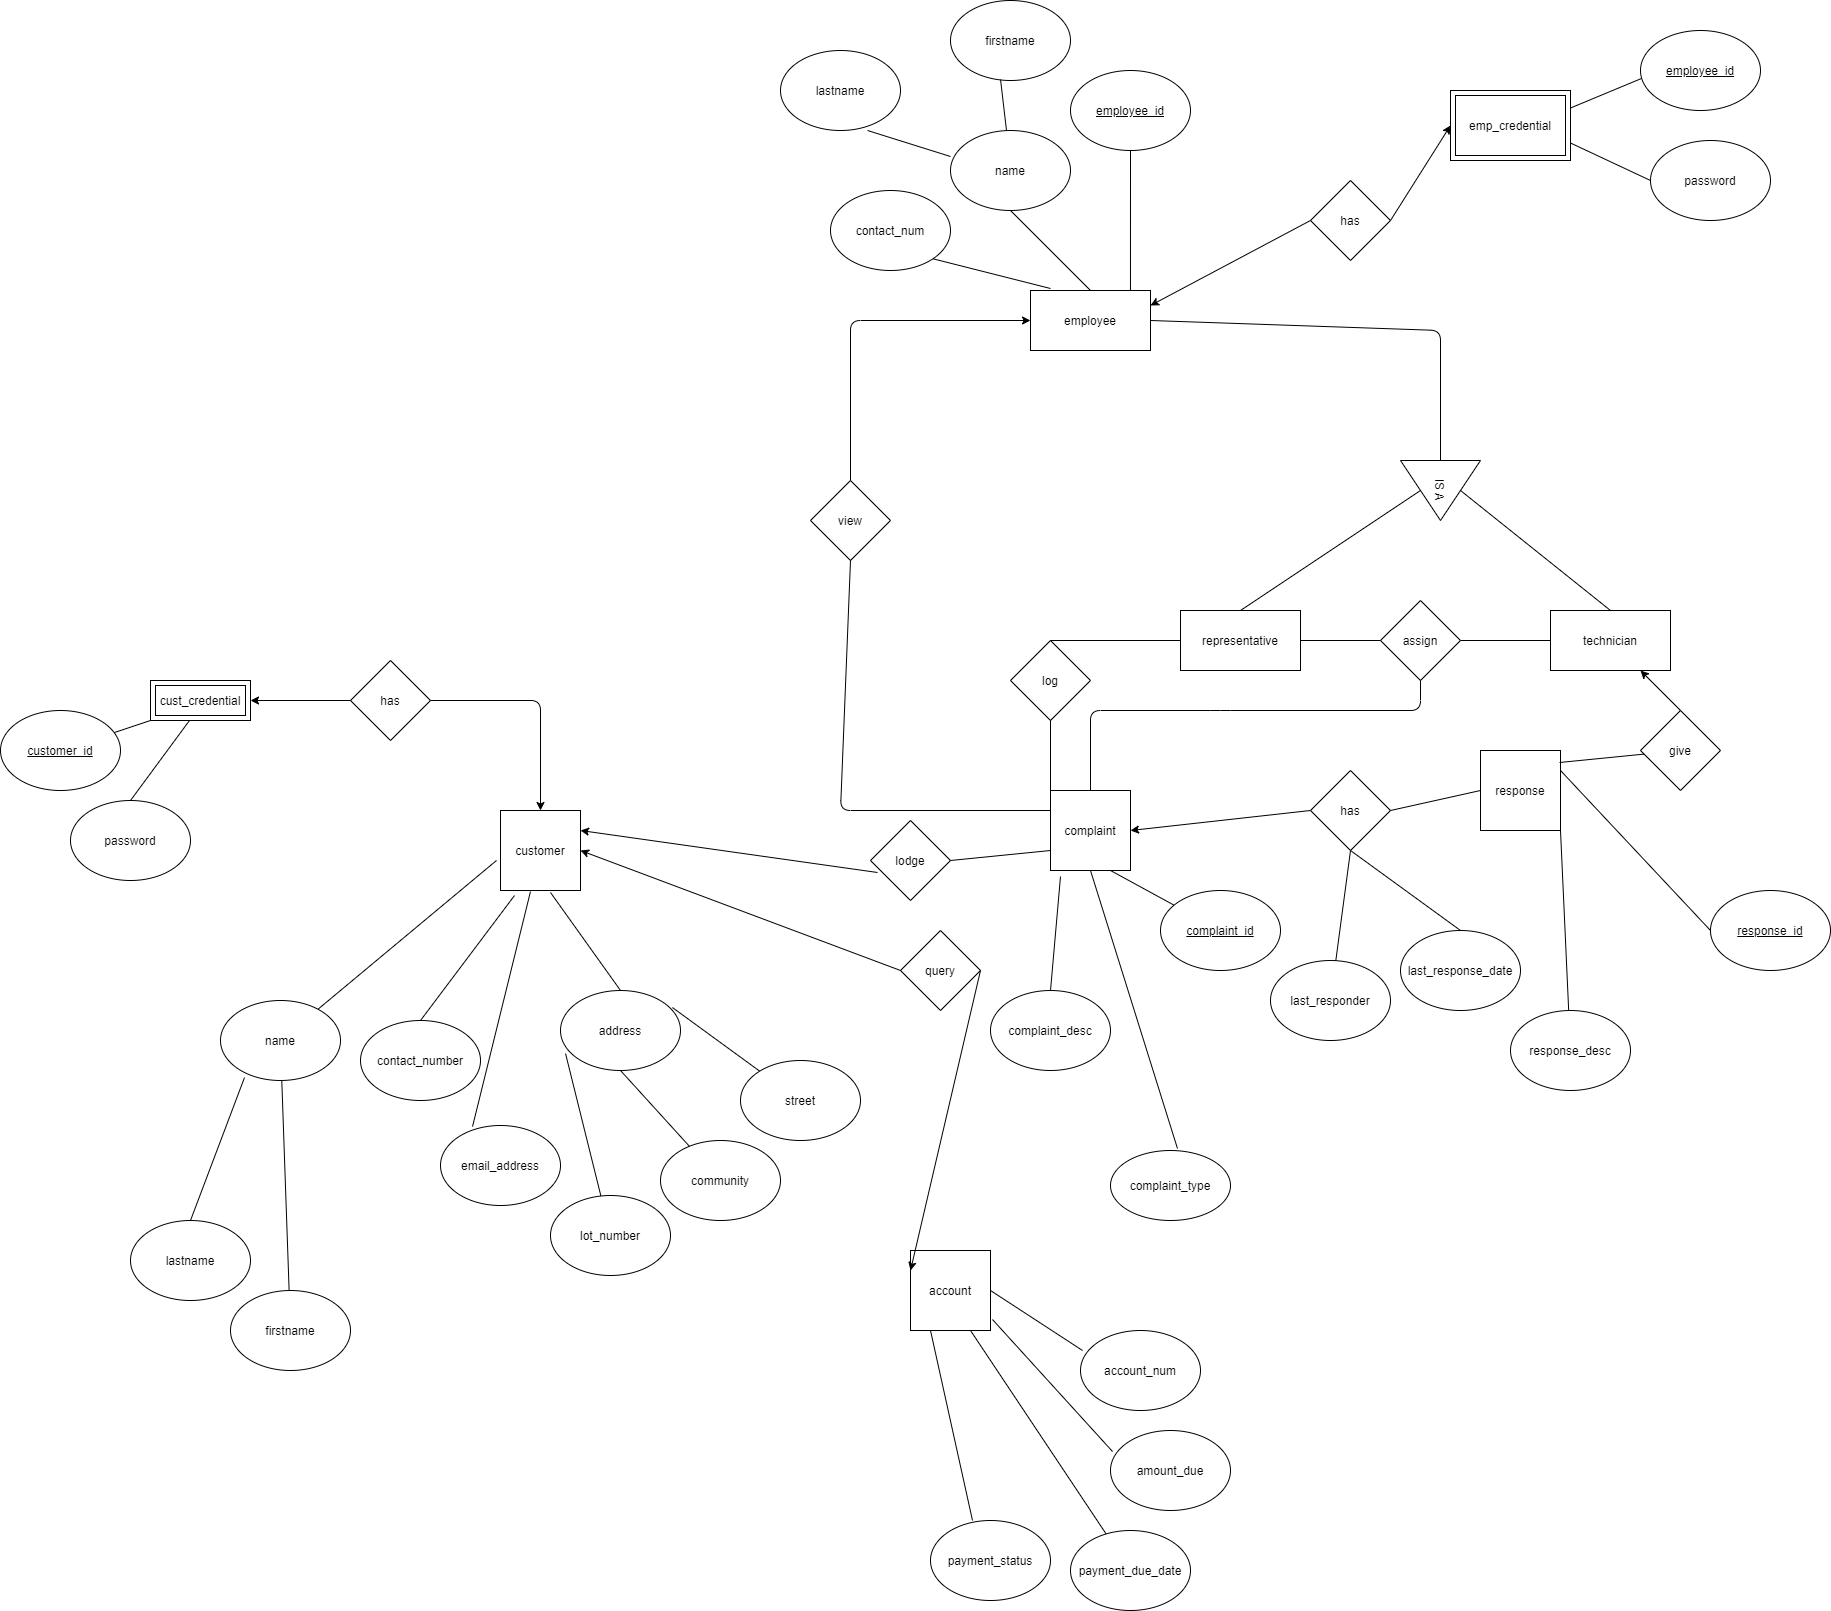 firstname
employee_id
lastname
employee_id
emp_credential
name
password
contact_num
has
employee
IS A
view
representative
assign
technician
log
cust_credential
has
customer_id
give
response
has
complaint
password
customer
lodge
complaint_id
response_id
query
last_response_date
last_responder
address
complaint_desc
name
response_desc
contact_number
street
email_address
community
complaint_type
lot_number
lastname
account
firstname
account_num
amount_due
payment_status
payment_due_date